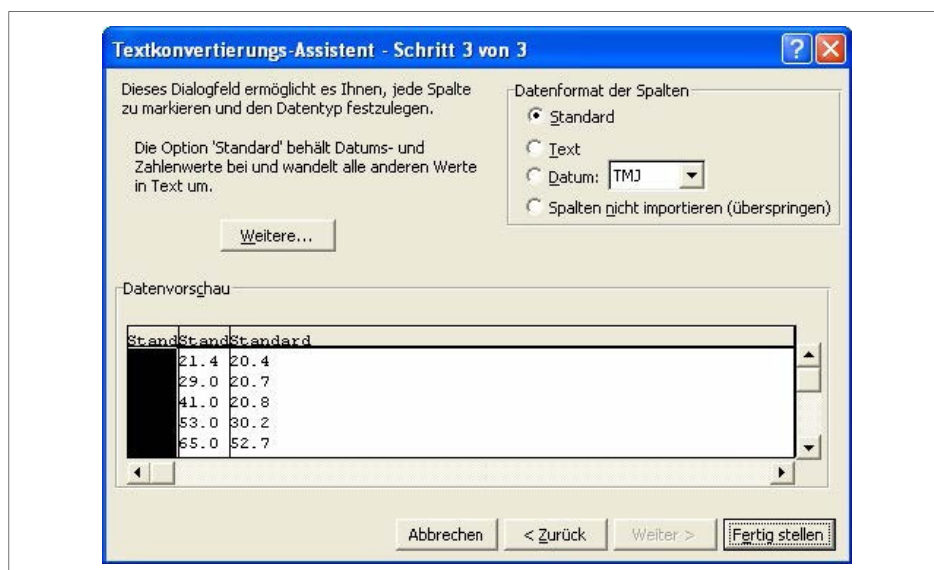 Textkonvertierungs-Assistent - Schritt 3 von 3
Dieses Dialogfeld ermöglicht es Ihnen, jede Spalte
zu markieren und den Datentyp festzulegen.
Die Option 'Standard' behält Datums- und
Zahlenwerte bei und wandelt alle anderen Werte
in Text um.
Weitere...
Datenformat der Spalten
Standard
Text
Datum: TMJ
Spalten nicht importieren (überspringen)
Datenvorschau
Stand Stand Standard
21.4 20.4
29.0 20.7
41.0 20.8
53.0 30.2
65.0 52.7
Abbrechen < Zurück Weiter > Fertig stellen